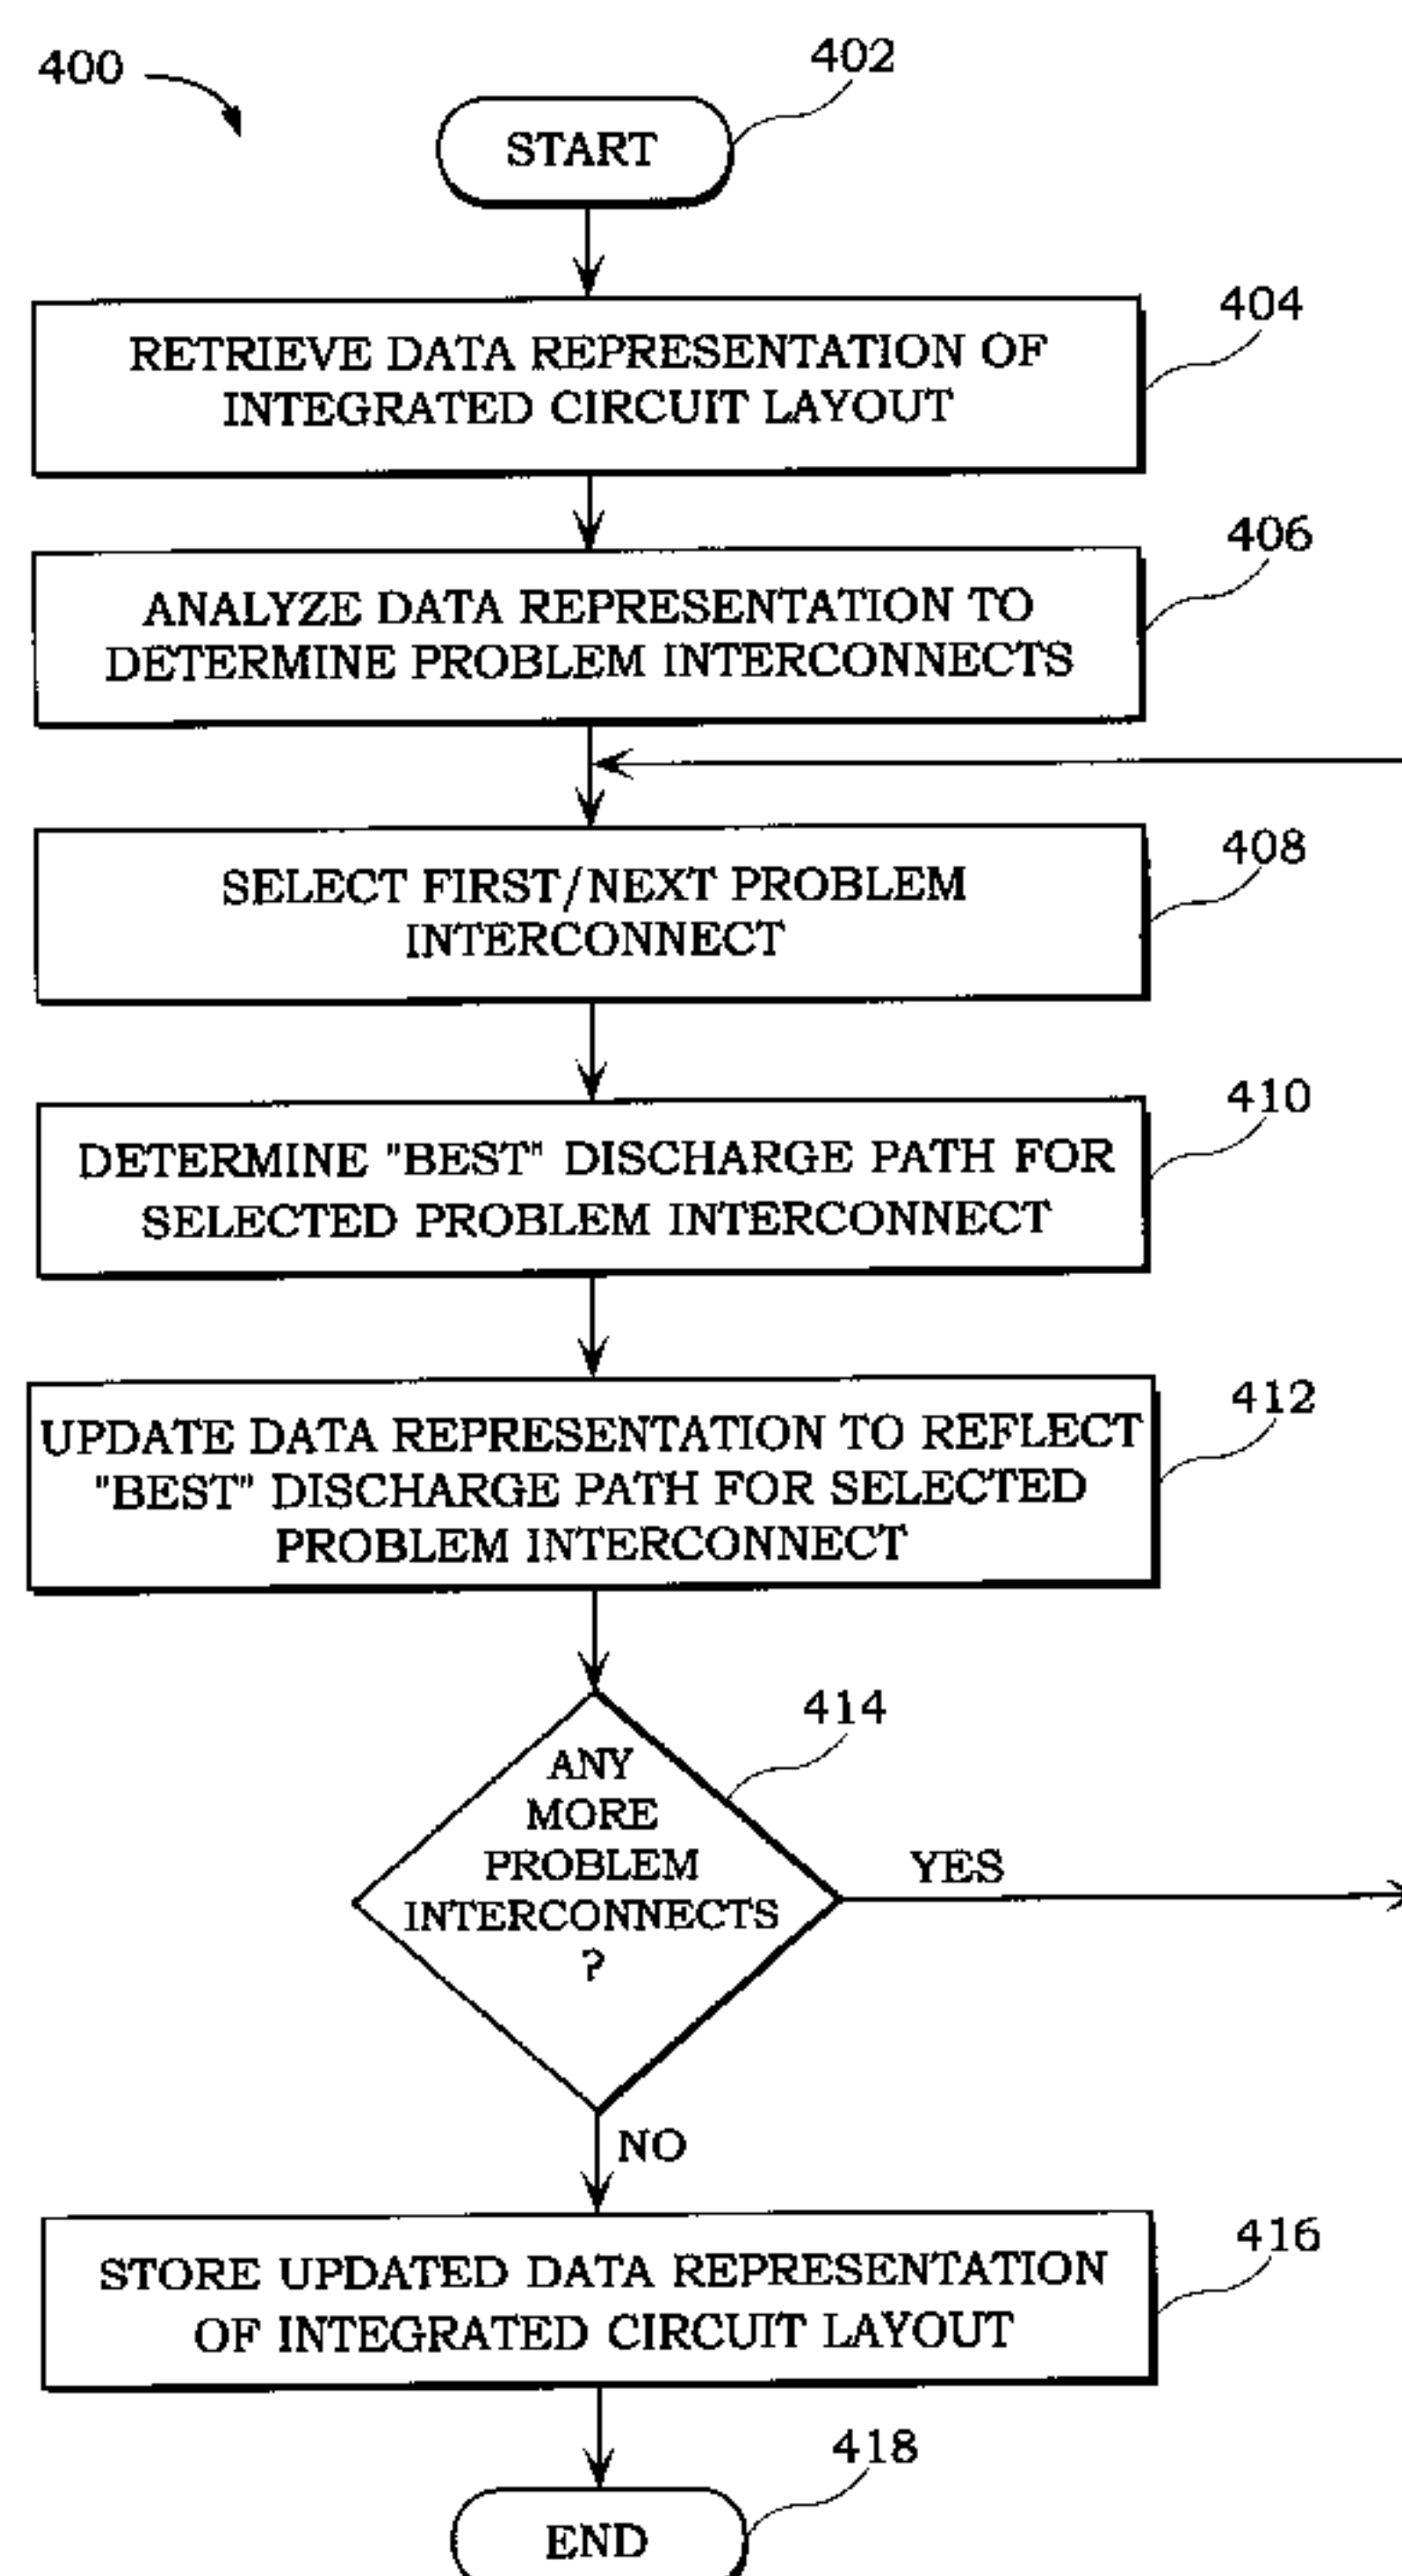 400
402
START
404
RETRIEVE DATA REPRESENTATION OF
INTEGRATED CIRCUIT LAYOUT
406
ANALYZE DATA REPRESENTATION TO
DETERMINE PROBLEM INTERCONNECTS
408
SELECT FIRST/NEXT PROBLEM
INTERCONNECT
410
DETERMINE "BEST" DISCHARGE PATH FOR
SELECTED PROBLEM INTERCONNECT
412
UPDATE DATA REPRESENTATION TO REFLECT
"BEST" DISCHARGE PATH FOR SELECTED
PROBLEM INTERCONNECT
414
ANY
MORE
PROBLEM
INTERCONNECTS
?
YES
NO
416
STORE UPDATED DATA REPRESENTATION
OF INTEGRATED CIRCUIT LAYOUT
418
END